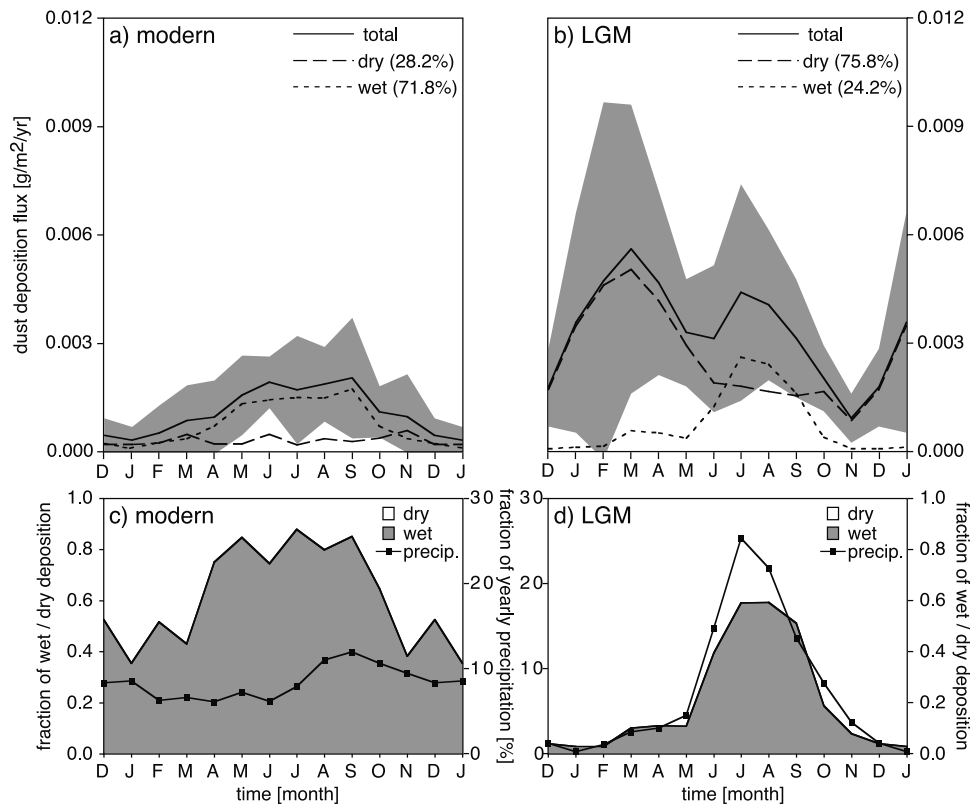 a) modern
total
dry (28.2%)
wet (71.8%)
0.012
0.009
0.006
0.003
0.000
dust deposition flux [g/m2/yr]
D J F M A M J J A S O N D J
b) LGM
total
dry (75.8%)
wet (24.2%)
0.012
0.009
0.006
0.003
0.000
D J F M A M J J A S O N D J
c) modern
dry
wet
precip.
1.0
0.8
0.6
0.4
0.2
0.0
fraction of wet / dry deposition
30
20
10
0
fraction of yearly precipitation [%]
D J F M A M J J A S O N D J
time [month]
d) LGM
dry
wet
precip.
30
20
10
0
1.0
0.8
0.6
0.4
0.2
0.0
fraction of wet / dry deposition
D J F M A M J J A S O N D J
time [month]